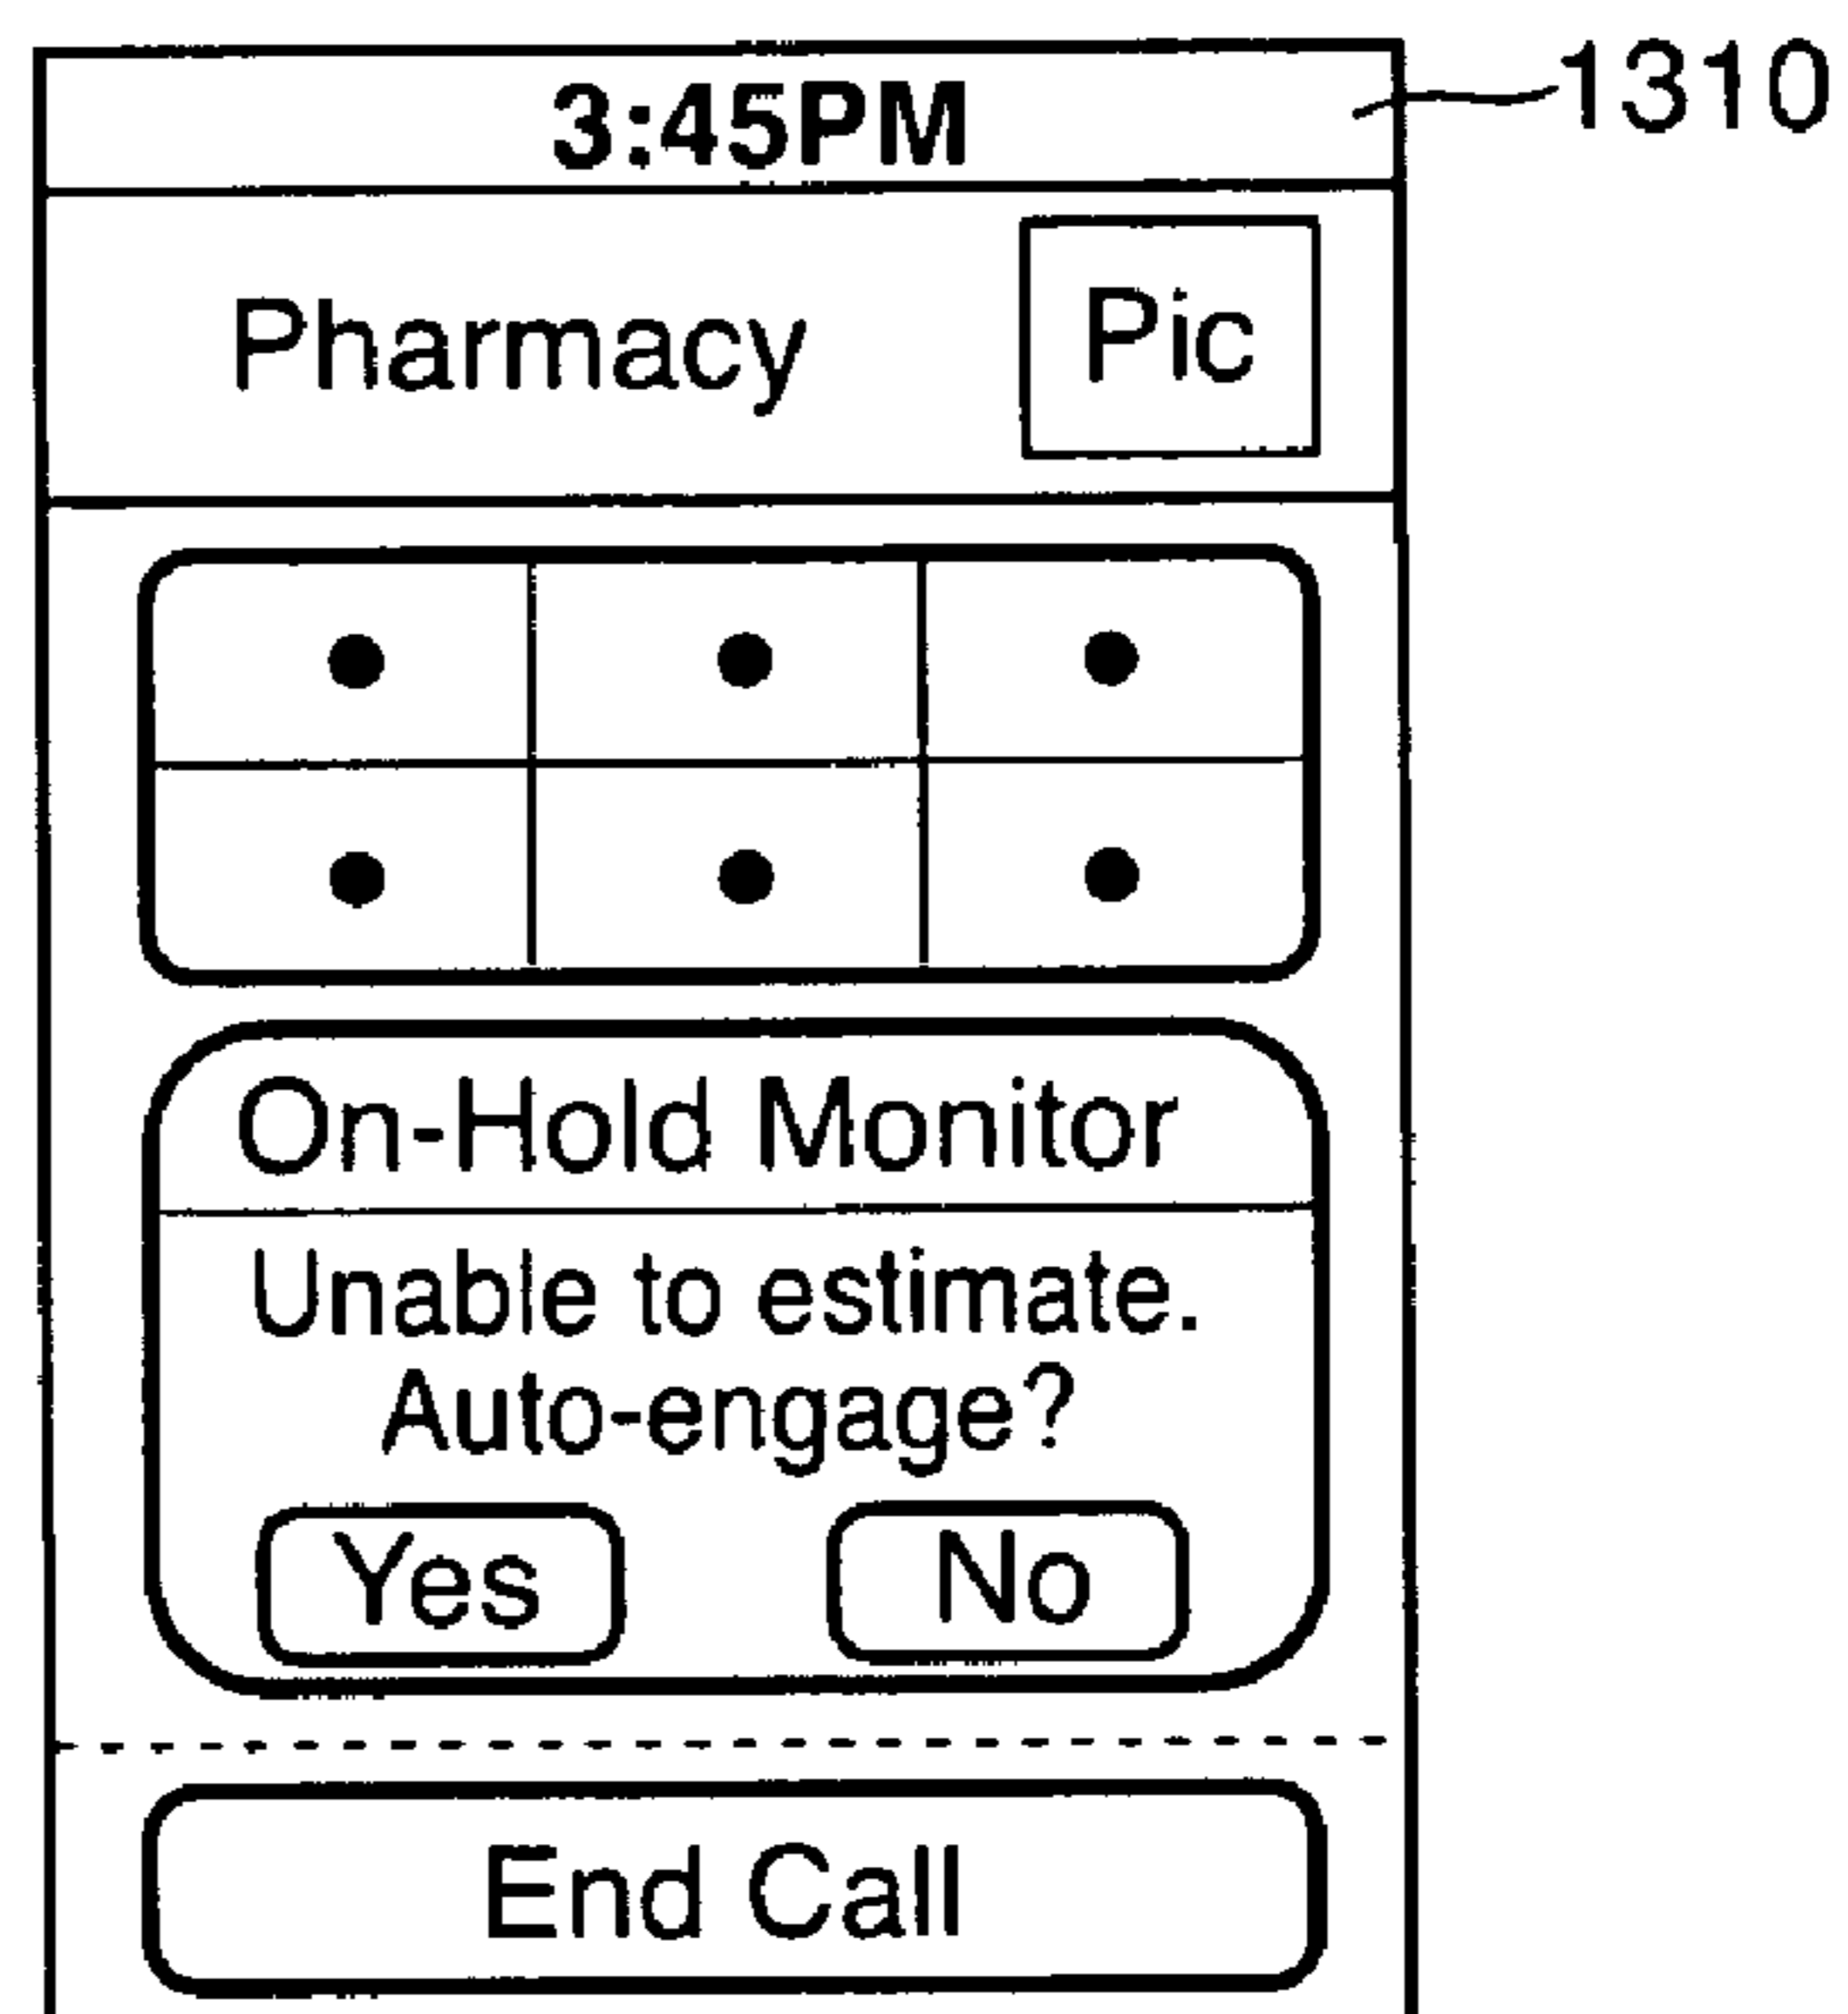 3:45PM
1310
Pharmacy
Pic
On-Hold Monitor
Unable to estimate.
Auto-engage?
Yes
No
End Call